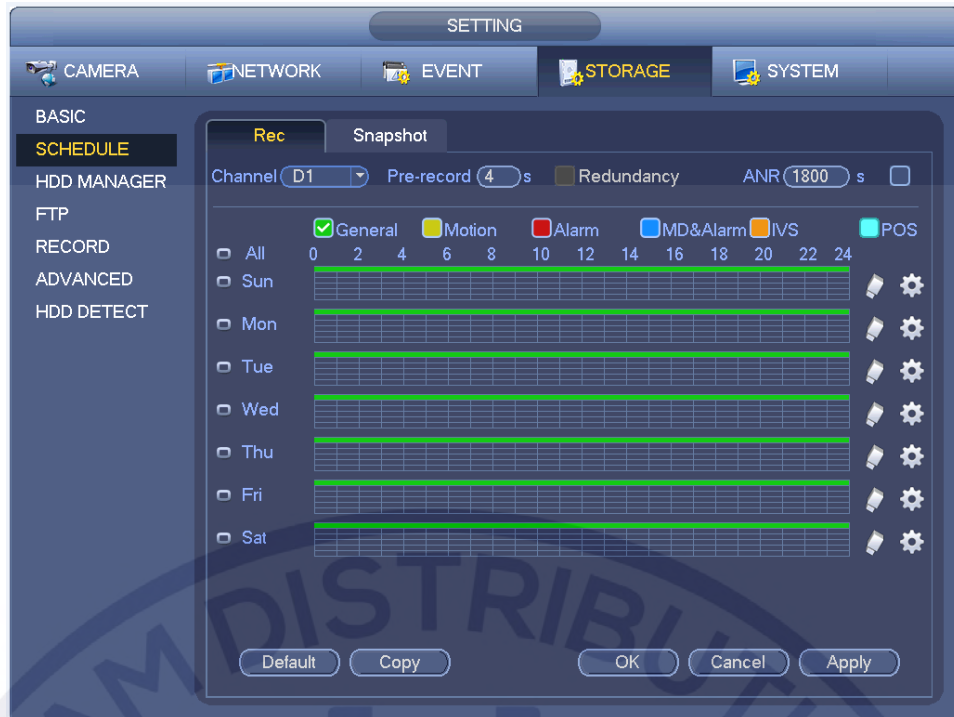 SETTING
CAMERA NETWORK EVENT STORAGE SYSTEM
BASIC
SCHEDULE
HDD MANAGER
FTP
RECORD
ADVANCED
HDD DETECT
Rec Snapshot
Channel D1 Pre-record 4 s Redundancy ANR 1800 s
General Motion Alarm MD&Alarm IVS POS
All 0 2 4 6 8 10 12 14 16 18 20 22 24
Sun
Mon
Tue
Wed
Thu
Fri
Sat
Default Copy OK Cancel Apply